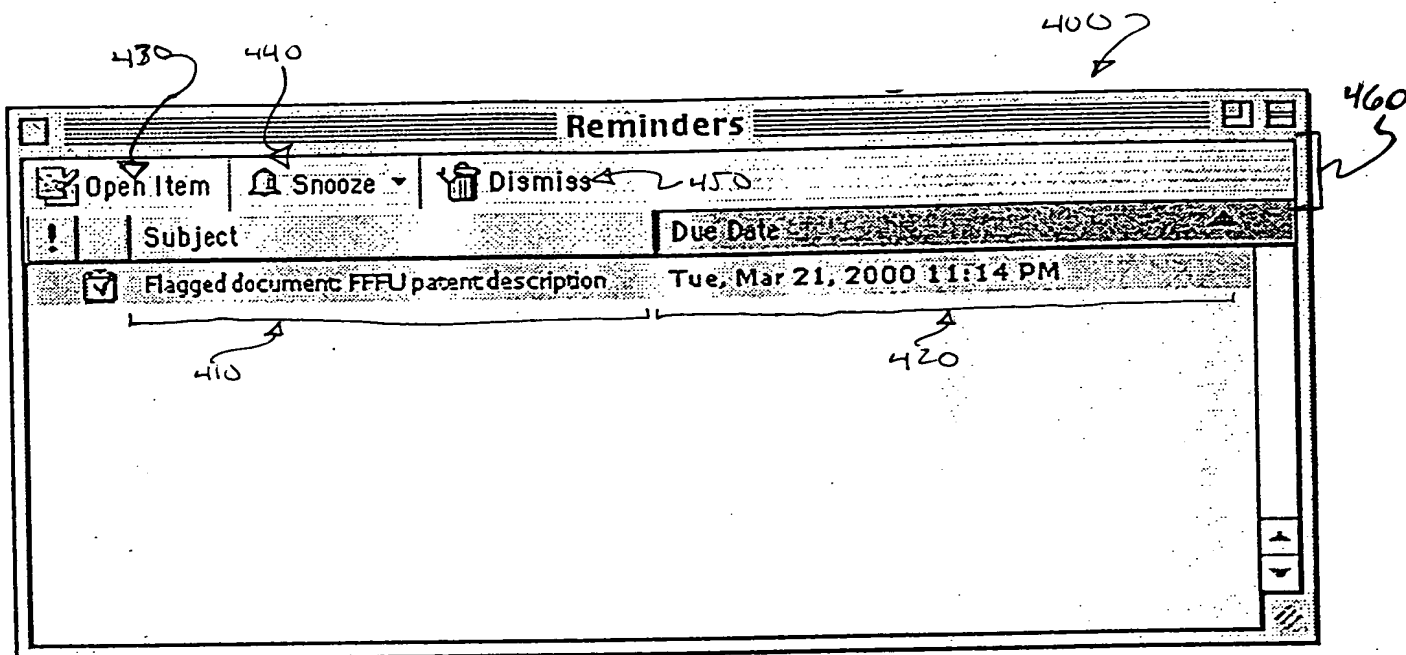 400
430 440
460
Reminders
Open Item Snooze Dismiss 450
! Subject Due Date
Flagged document: FFFU patent description Tue, Mar 21, 2000 11:14 PM
410 420